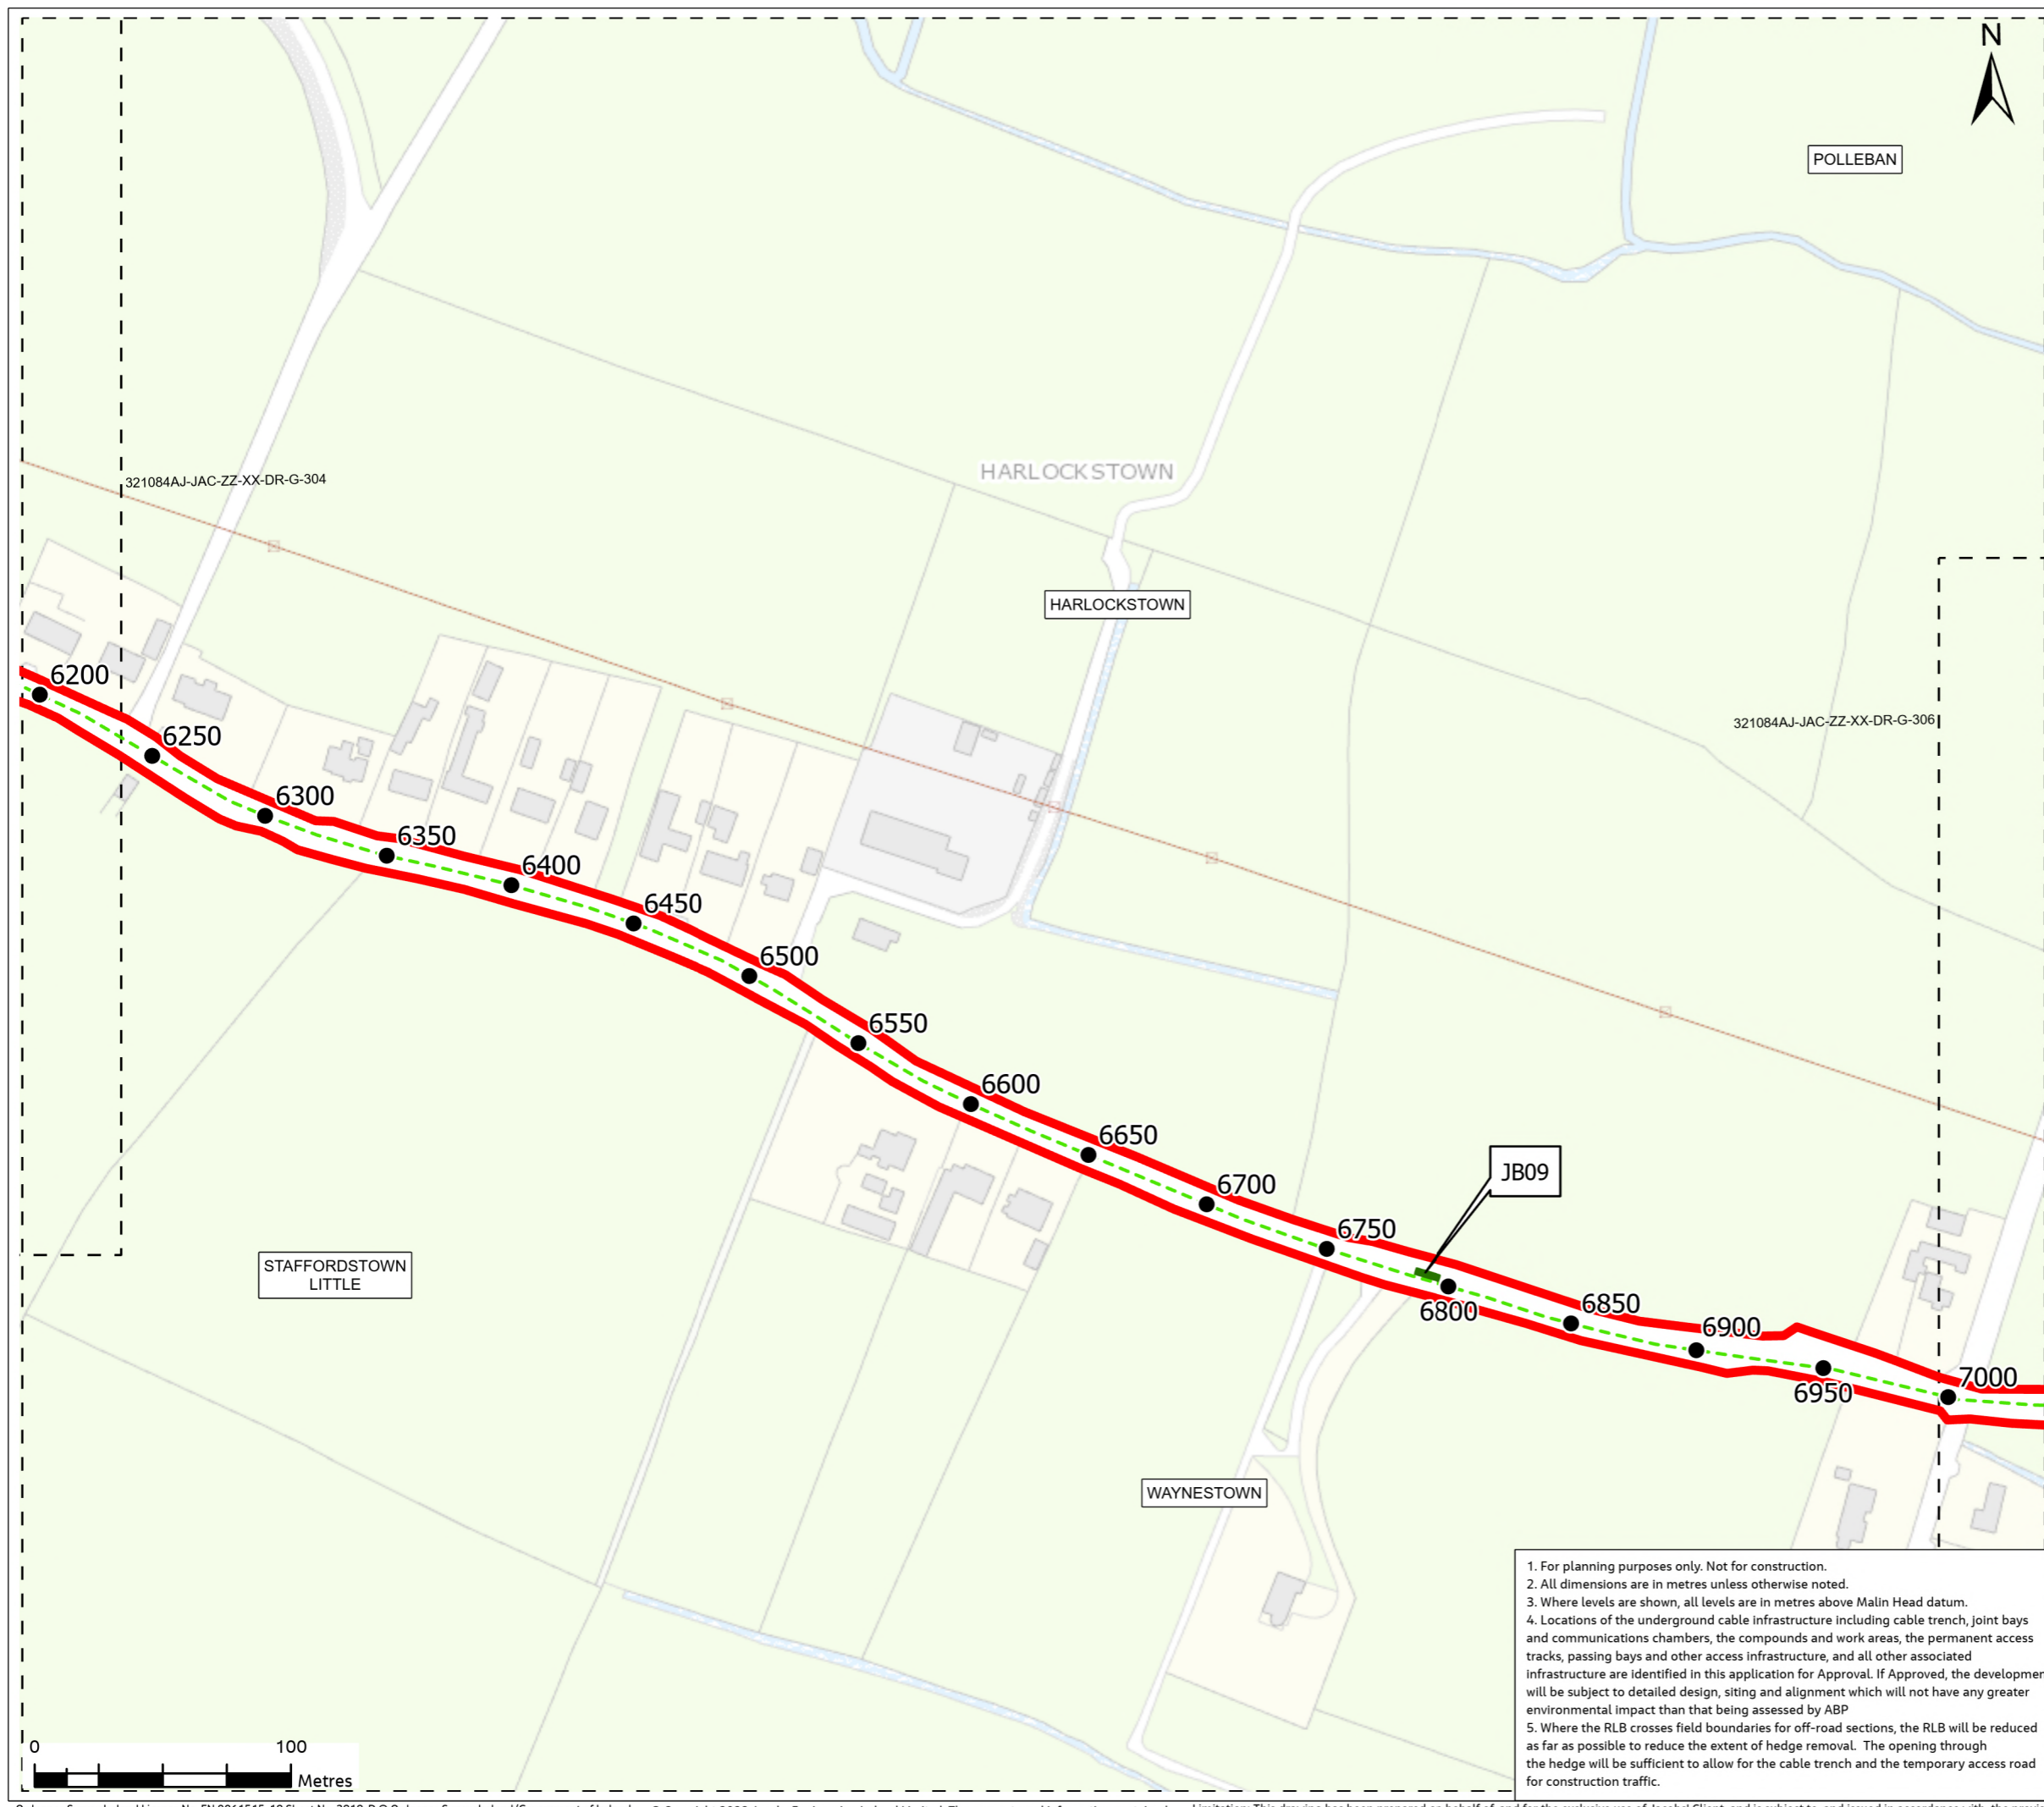 N
POLLEBAN
HARLOCKSTOWN
321084AJ-JAC-ZZ-XX-DR-G-304
HARLOCKSTOWN
6200
321084AJ-JAC-ZZ-XX-DR-G-306
6250
6300
6350
6400
6450
6500
6550
6600
6650
JB09
6700
6750
STAFFORDSTOWN
LITTLE
6800
6850
6900
6950
7000
WAYNESTOWN
1. For planning purposes only. Not for construction.
2. All dimensions are in metres unless otherwise noted.
3. Where levels are shown, all levels are in metres above Malin Head datum.
4. Locations of the underground cable infrastructure including cable trench, joint bays
and communications chambers, the compounds and work areas, the permanent access
tracks, passing bays and other access infrastructure, and all other associated
infrastructure are identified in this application for Approval. If Approved, the developmen
will be subject to detailed design, siting and alignment which will not have any greater
environmental impact than that being assessed by ABP
5. Where the RLB crosses field boundaries for off-road sections, the RLB will be reduced
as far as possible to reduce the extent of hedge removal. The opening through
the hedge will be sufficient to allow for the cable trench and the temporary access road
for construction traffic.
0 100
Metres